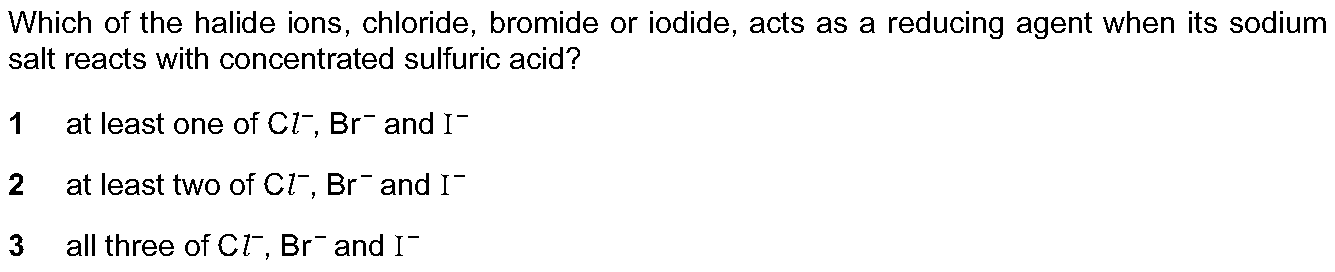 Which of the halide ions, chloride, bromide or iodide, acts as a reducing agent when its sodium
salt reacts with concentrated sulfuric acid?
1 at least one of Cl⁻, Br⁻ and I⁻
2 at least two of Cl⁻, Br⁻ and I⁻
3 all three of Cl⁻, Br⁻ and I⁻